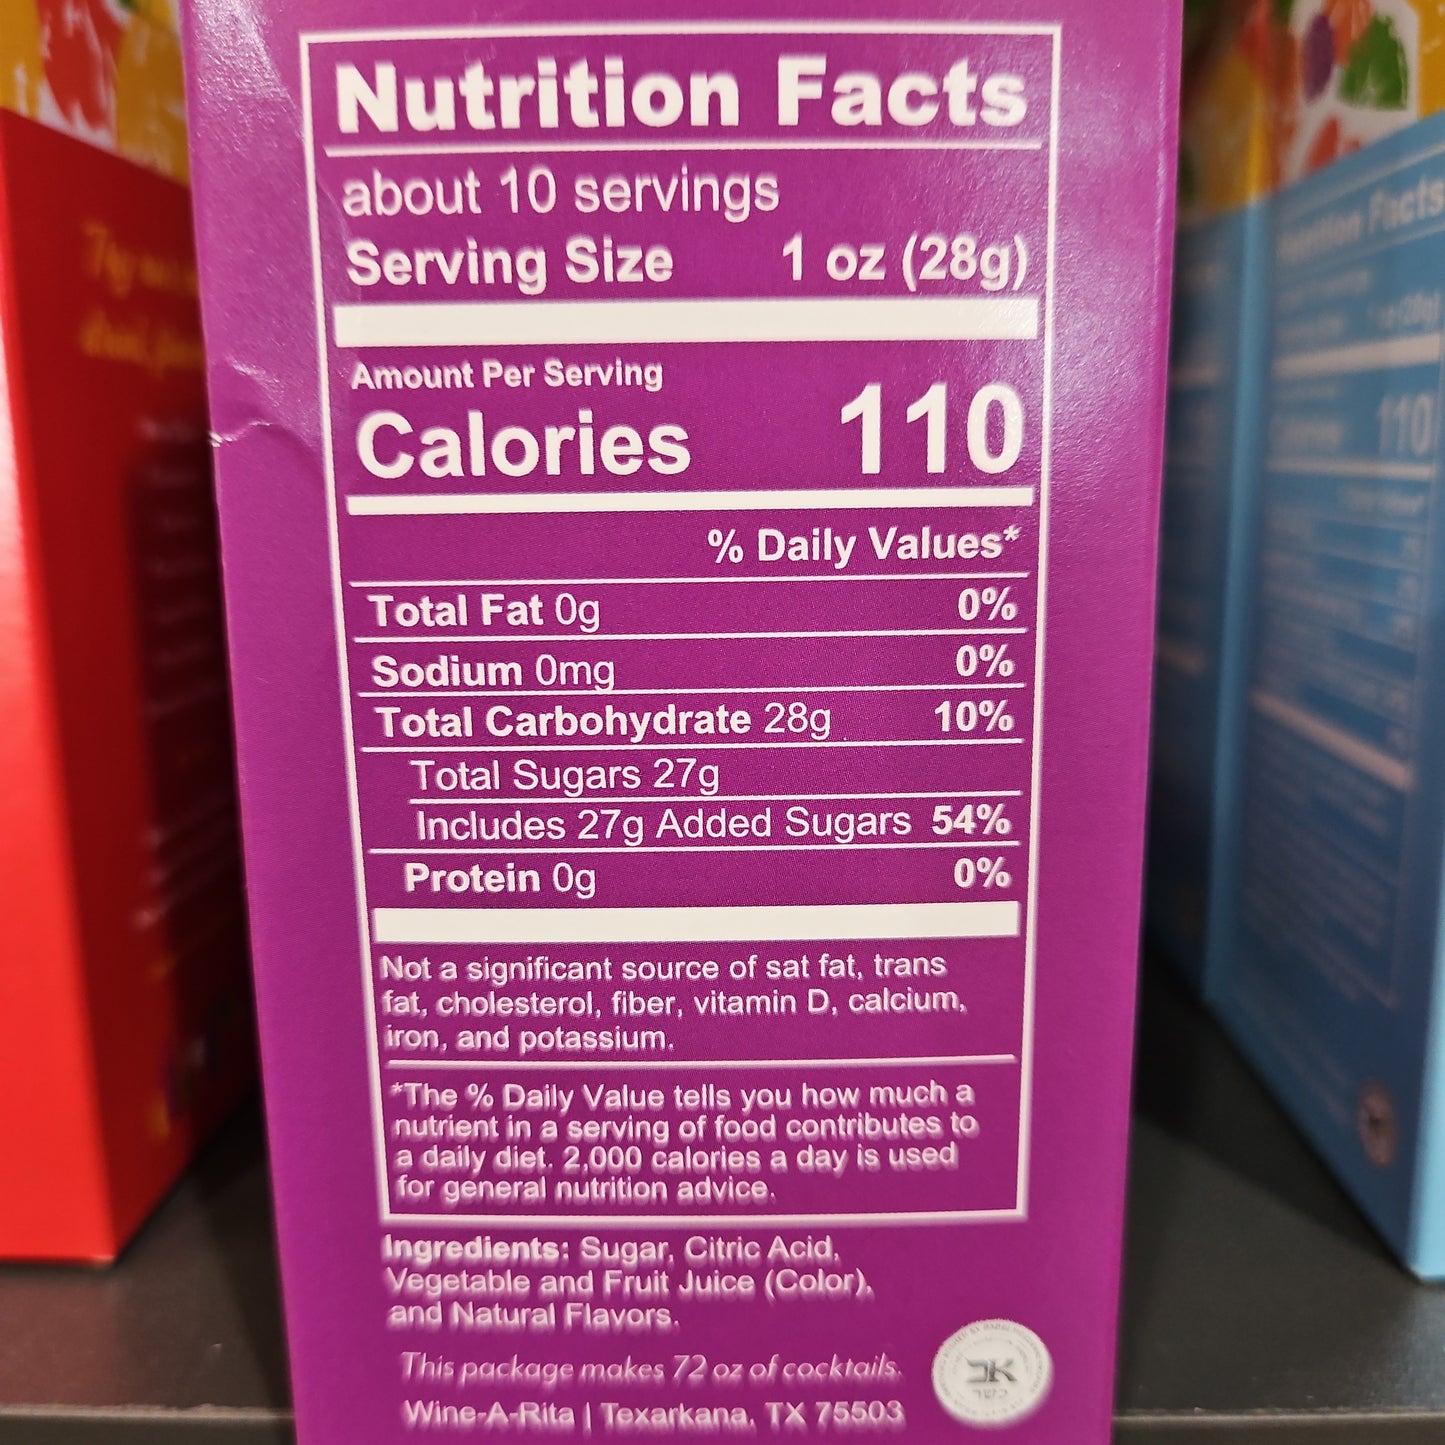 Nutrition Facts
about 10 servings
Serving Size 1 oz (28g)
Amount Per Serving
Calories 110
% Daily Values*
Total Fat 0g 0%
Sodium 0mg 0%
Total Carbohydrate 28g 10%
Total Sugars 27g
Includes 27g Added Sugars 54%
Protein 0g 0%
Not a significant source of sat fat, trans
fat, cholesterol, fiber, vitamin D, calcium,
iron, and potassium.
*The % Daily Value tells you how much a
nutrient in a serving of food contributes to
a daily diet. 2,000 calories a day is used
for general nutrition advice.
Ingredients: Sugar, Citric Acid,
Vegetable and Fruit Juice (Color),
and Natural Flavors.
This package makes 72 oz of cocktails.
Wine-A-Rita | Texarkana, TX 75503
Nutrition Facts
110